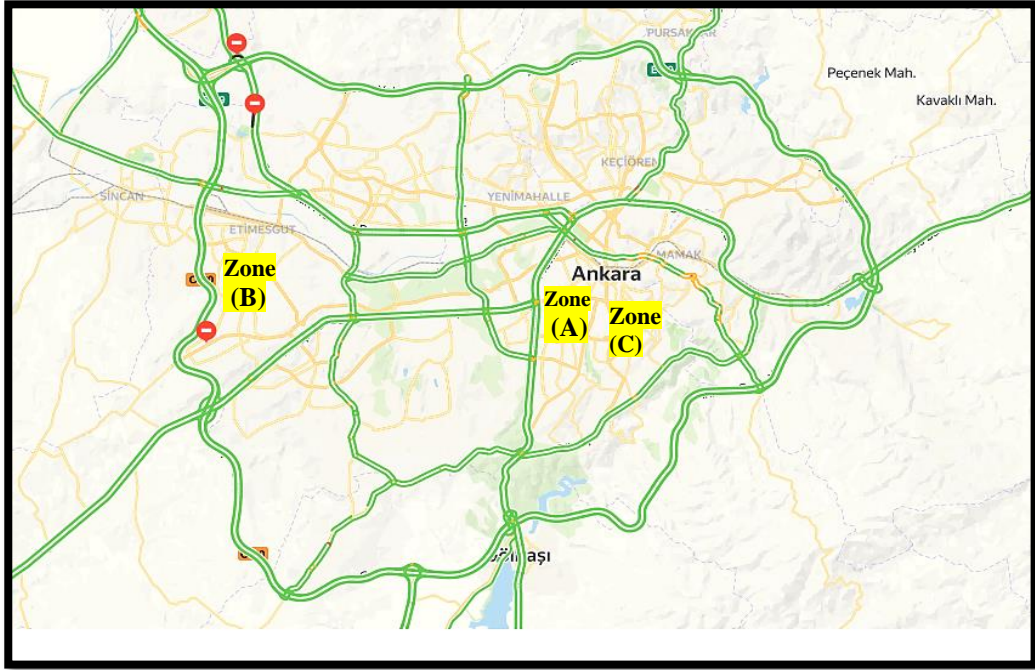 PURSAKLAR
Peçenek Mah.
Kavaklı Mah.
KEÇİÖREN
SİNCAN
YENİMAHALLE
ETİMESGUT
MAMAK
Ankara
Zone
(B)
Zone
(A)
Zone
(C)